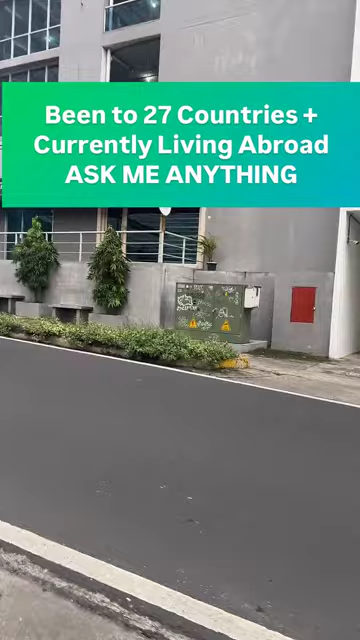 Been to 27 Countries +
Currently Living Abroad
ASK ME ANYTHING